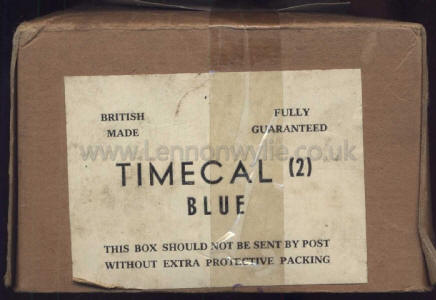 BRITISH MADE
FULLY GUARANTEED
www.Lennonwylie.co.uk
TIMECAL (2)
BLUE
THIS BOX SHOULD NOT BE SENT BY POST
WITHOUT EXTRA PROTECTIVE PACKING